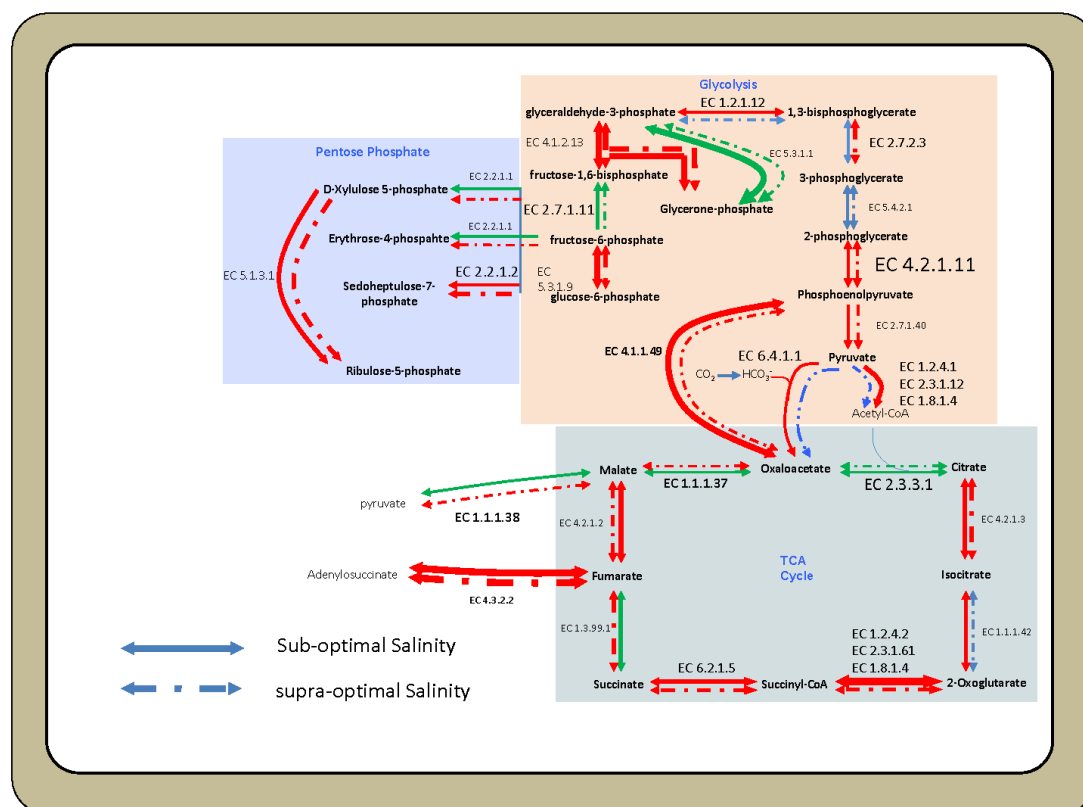 Glycolysis
glyceraldehyde-3-phosphate
EC 1.2.1.12
1,3-bisphosphoglycerate
EC 4.1.2.13
EC 5.3.1.1
EC 2.7.2.3
Pentose Phosphate
EC 2.2.1.1
fructose-1,6-bisphosphate
3-phosphoglycerate
D-Xylulose 5-phosphate
EC 2.7.1.11
Glycerone-phosphate
EC 5.4.2.1
EC 2.2.1.1
Erythrose-4-phospahte
fructose-6-phosphate
2-phosphoglycerate
EC 5.1.3.1
EC 2.2.1.2
EC
5.3.1.9
EC 4.2.1.11
Sedoheptulose-7-
phosphate
glucose-6-phosphate
Phosphoenolpyruvate
EC 2.7.1.40
EC 4.1.1.49
EC 6.4.1.1
Pyruvate
Ribulose-5-phosphate
CO2
HCO3-
EC 1.2.4.1
EC 2.3.1.12
EC 1.8.1.4
Acetyl-CoA
Malate
Oxaloacetate
Citrate
EC 1.1.1.37
EC 2.3.3.1
pyruvate
EC 1.1.1.38
EC 4.2.1.2
EC 4.2.1.3
TCA
Cycle
Adenylosuccinate
Fumarate
Isocitrate
EC 4.3.2.2
EC 1.3.99.1
EC 1.2.4.2
EC 2.3.1.61
EC 1.8.1.4
EC 1.1.1.42
Sub-optimal Salinity
EC 6.2.1.5
supra-optimal Salinity
Succinate
Succinyl-CoA
2-Oxoglutarate